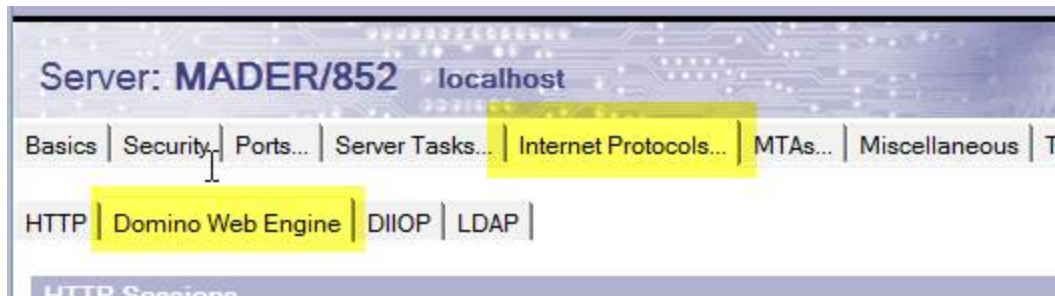 Server: MADER/852 localhost
Basics Security Ports... Server Tasks... Internet Protocols... MTAs... Miscellaneous T
HTTP Domino Web Engine DIIOP LDAP
HTTP Sessions